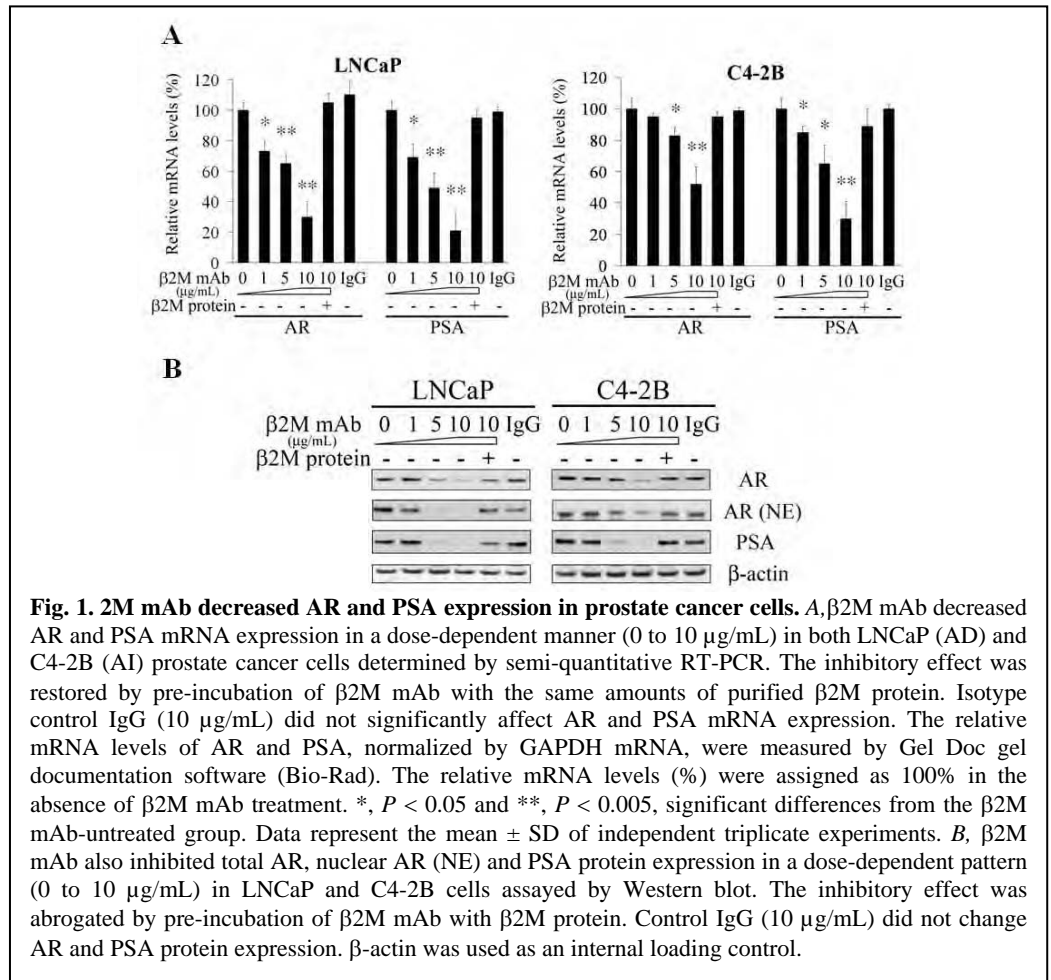 A
LNCaP
C4-2B
Relative mRNA levels (%)
120
100
80
60
40
20
0
* ** ** * ** **
β2M mAb 0 1 5 10 10 IgG 0 1 5 10 10 IgG
(μg/mL)
β2M protein - - - - + - - - - - + -
AR PSA
Relative mRNA levels (%)
120
100
80
60
40
20
0
* ** * * **
β2M mAb 0 1 5 10 10 IgG 0 1 5 10 10 IgG
(μg/mL)
β2M protein - - - - + - - - - - + -
AR PSA
B
LNCaP C4-2B
β2M mAb 0 1 5 10 10 IgG 0 1 5 10 10 IgG
(μg/mL)
β2M protein - - - - + - - - - - + -
AR
AR (NE)
PSA
β-actin
Fig. 1. 2M mAb decreased AR and PSA expression in prostate cancer cells. A,β2M mAb decreased
AR and PSA mRNA expression in a dose-dependent manner (0 to 10 µg/mL) in both LNCaP (AD) and
C4-2B (AI) prostate cancer cells determined by semi-quantitative RT-PCR. The inhibitory effect was
restored by pre-incubation of β2M mAb with the same amounts of purified β2M protein. Isotype
control IgG (10 µg/mL) did not significantly affect AR and PSA mRNA expression. The relative
mRNA levels of AR and PSA, normalized by GAPDH mRNA, were measured by Gel Doc gel
documentation software (Bio-Rad). The relative mRNA levels (%) were assigned as 100% in the
absence of β2M mAb treatment. *, P < 0.05 and **, P < 0.005, significant differences from the β2M
mAb-untreated group. Data represent the mean ± SD of independent triplicate experiments. B, β2M
mAb also inhibited total AR, nuclear AR (NE) and PSA protein expression in a dose-dependent pattern
(0 to 10 µg/mL) in LNCaP and C4-2B cells assayed by Western blot. The inhibitory effect was
abrogated by pre-incubation of β2M mAb with β2M protein. Control IgG (10 µg/mL) did not change
AR and PSA protein expression. β-actin was used as an internal loading control.